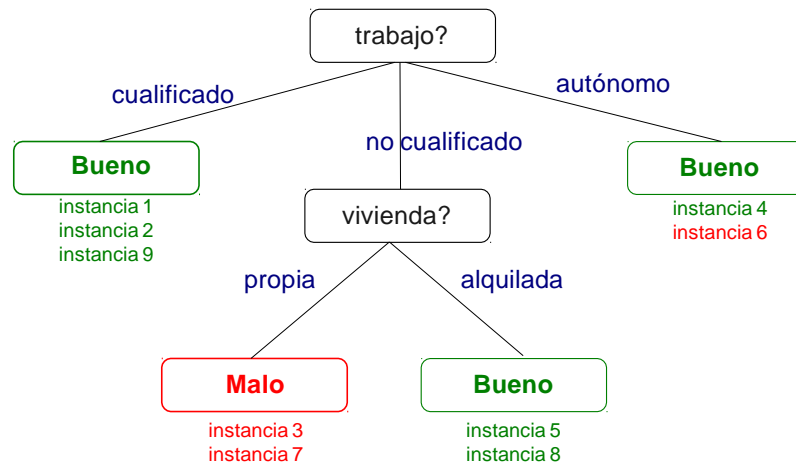 trabajo?
cualificado
autónomo
no cualificado
Bueno
instancia 1
instancia 2
instancia 9
Bueno
instancia 4
instancia 6
vivienda?
propia
alquilada
Malo
instancia 3
instancia 7
Bueno
instancia 5
instancia 8